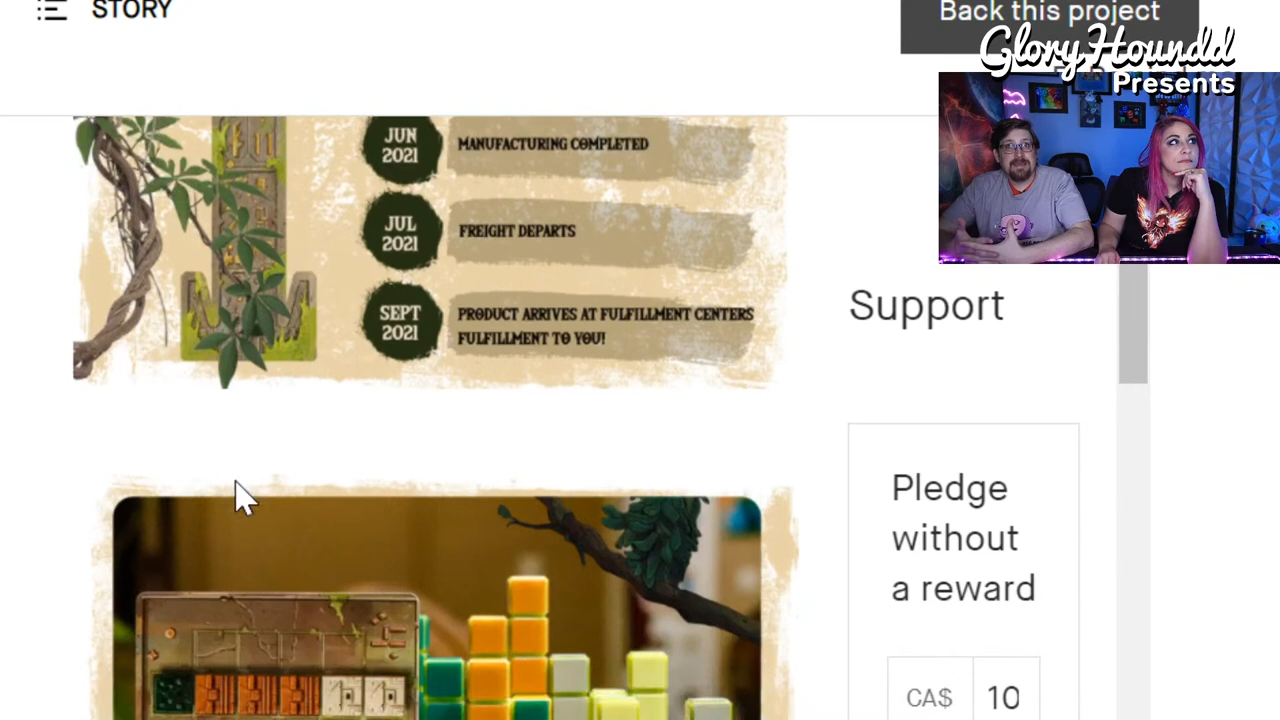 STORY
Back this project
GloryHoundd
Presents
JUN
2021
MANUFACTURING COMPLETED
JUL
2021
FREIGHT DEPARTS
SEPT
2021
PRODUCT ARRIVES AT FULFILLMENT CENTERS
FULFILLMENT TO YOU!
Support
Pledge
without
a reward
CA$ 10